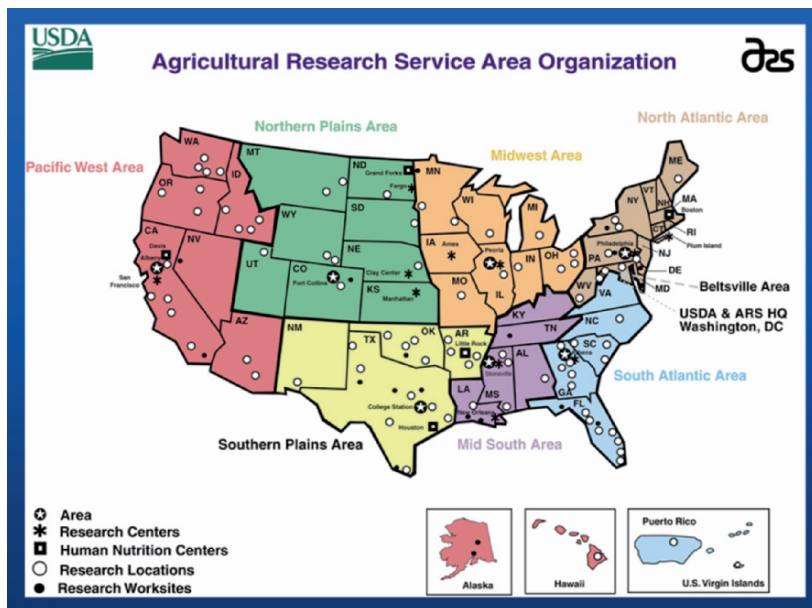 USDA
Agricultural Research Service Area Organization
ars
North Atlantic Area
Northern Plains Area
Midwest Area
Pacific West Area
WA
MT
ND
Grand Forks
Fargo
MN
ME
OR
ID
WI
MI
NY
VT
NH
MA
Boston
SD
WY
CT
RI
Plum Island
CA
NV
NE
IA
Ames
Peoria
IN
OH
PA
Philadelphia
NJ
Davis
Albany
UT
CO
Fort Collins
Clay Center
IL
DE
MD
Beltsville Area
San
Francisco
KS
Manhattan
MO
WV
VA
USDA & ARS HQ
Washington, DC
KY
AZ
NM
TX
OK
AR
Little Rock
TN
NC
SC
Athens
Stoneville
AL
South Atlantic Area
LA
MS
GA
College Station
New Orleans
FL
Houston
Southern Plains Area
Mid South Area
Area
Research Centers
Human Nutrition Centers
Research Locations
Research Worksites
Alaska
Hawaii
Puerto Rico
U.S. Virgin Islands